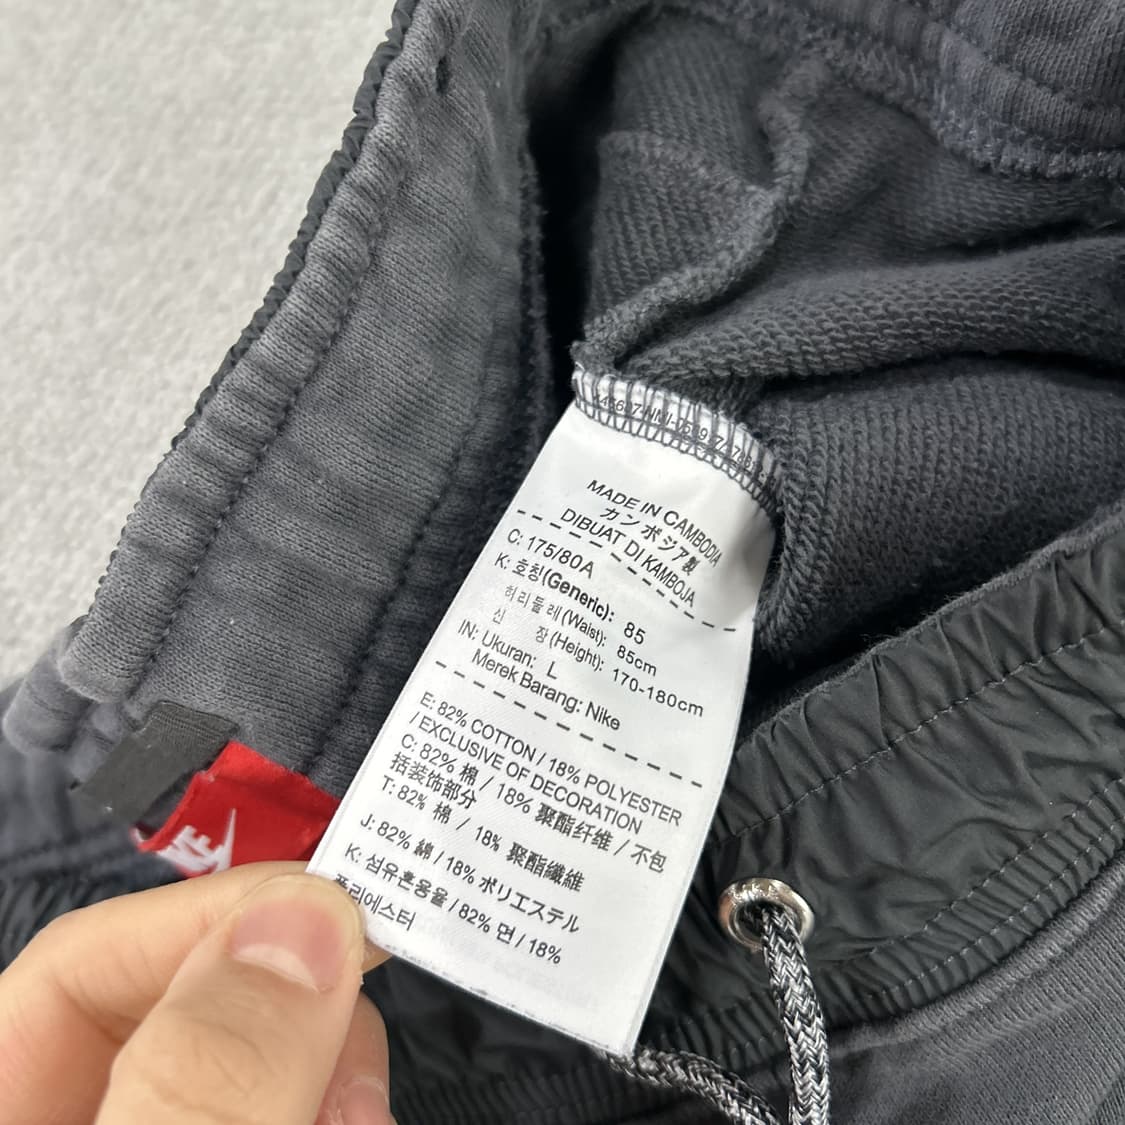 MADE IN CAMBODIA
カンボジア製
DIBUAT DI KAMBOJA
C: 175/80A
K: 호칭(Generic): 85
허리둘레(Waist): 85cm
신 장(Height): 170-180cm
IN: Ukuran: L
Merek Barang: Nike
E: 82% COTTON / 18% POLYESTER
/ EXCLUSIVE OF DECORATION
C: 82% 棉 / 18% 聚酯纤维 / 不包
括装饰部分
T: 82% 棉 / 18% 聚酯纖維
J: 82% 綿 / 18% ポリエステル
K: 섬유혼용율 / 82% 면 / 18%
폴리에스터